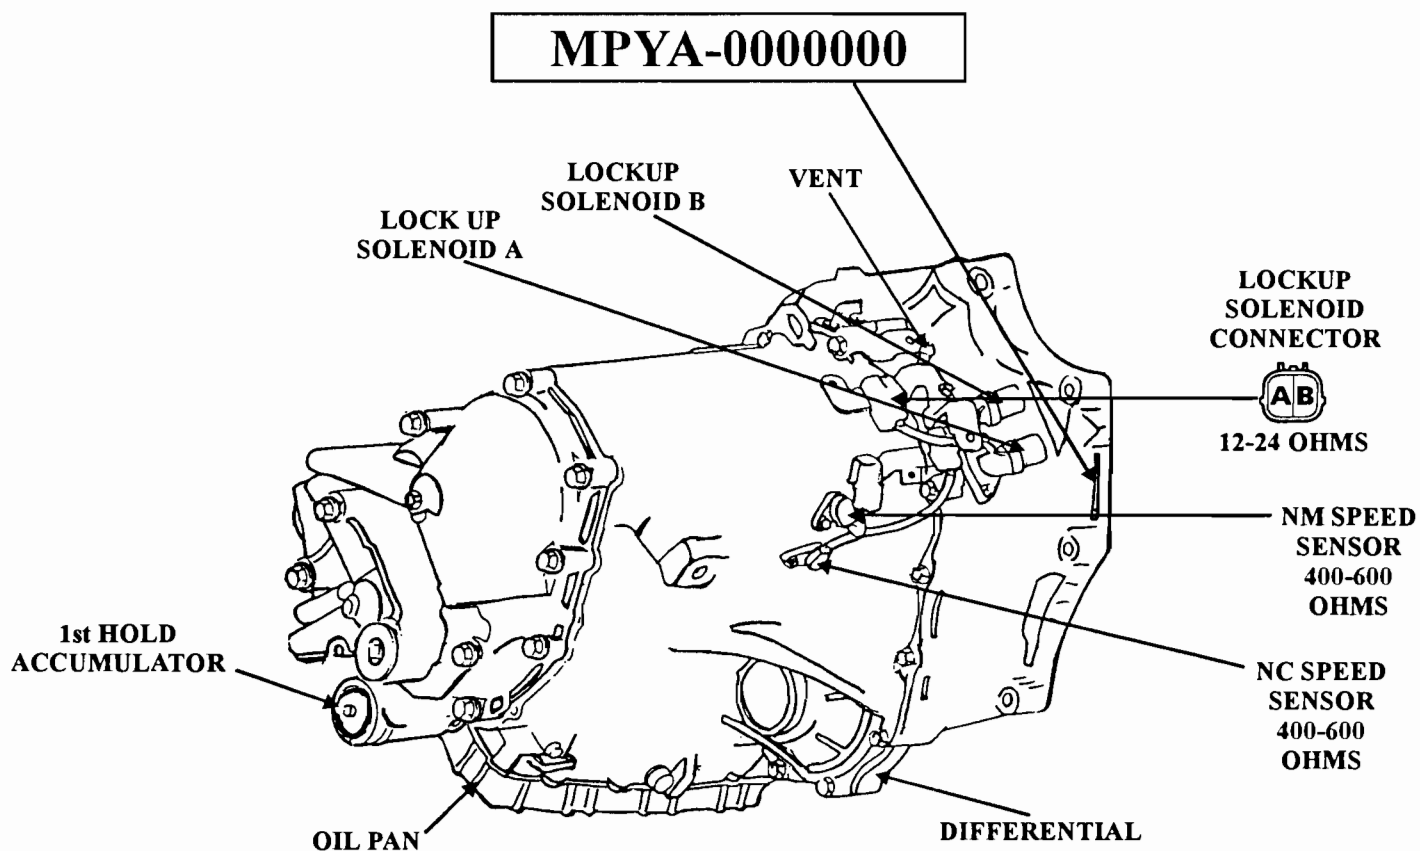 MPYA-0000000
LOCKUP
SOLENOID B
VENT
LOCK UP
SOLENOID A
LOCKUP
SOLENOID
CONNECTOR
A B
12-24 OHMS
NM SPEED
SENSOR
400-600
OHMS
1st HOLD
ACCUMULATOR
NC SPEED
SENSOR
400-600
OHMS
OIL PAN
DIFFERENTIAL